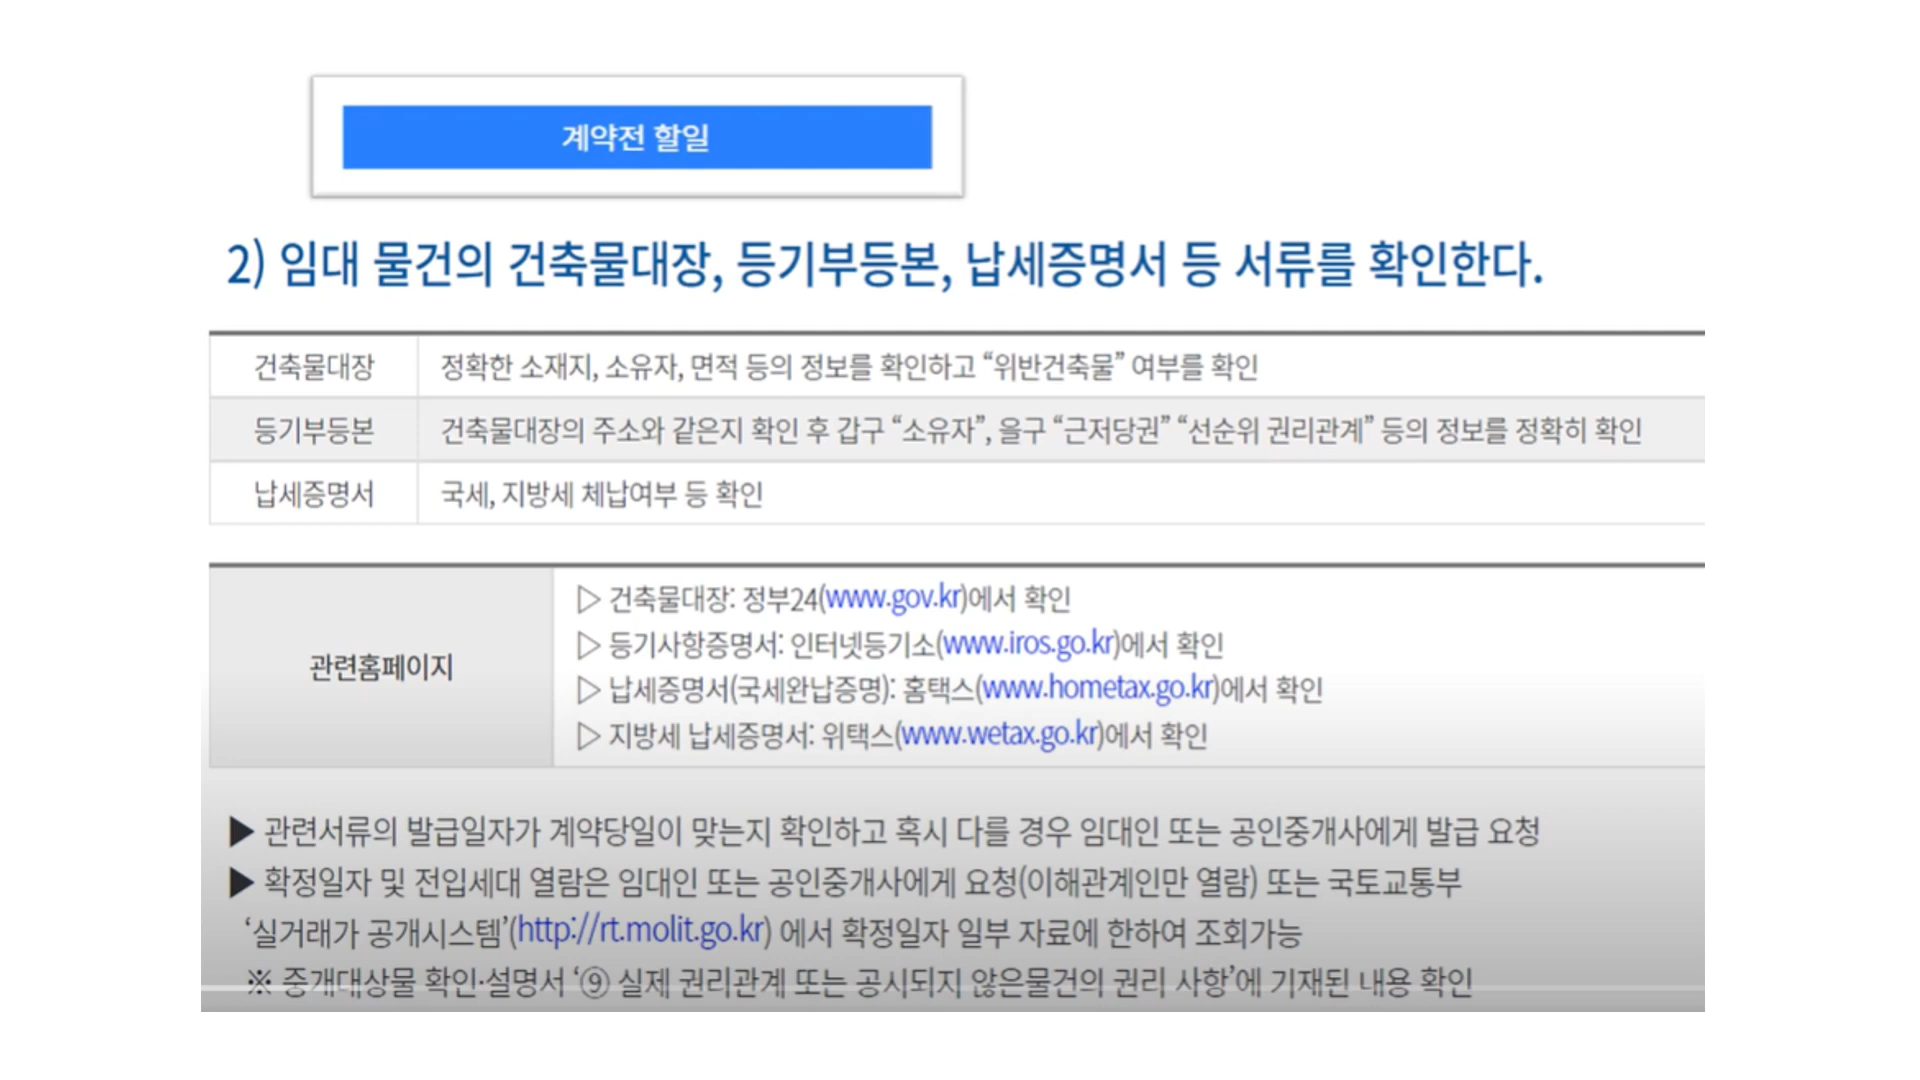 계약전 할일
2) 임대 물건의 건축물대장, 등기부등본, 납세증명서 등 서류를 확인한다.
건축물대장 정확한 소재지, 소유자, 면적 등의 정보를 확인하고 “위반건축물” 여부를 확인
등기부등본 건축물대장의 주소와 같은지 확인 후 갑구 “소유자”, 을구 “근저당권” “선순위 권리관계” 등의 정보를 정확히 확인
납세증명서 국세, 지방세 체납여부 등 확인
관련홈페이지
▷ 건축물대장: 정부24(www.gov.kr)에서 확인
▷ 등기사항증명서: 인터넷등기소(www.iros.go.kr)에서 확인
▷ 납세증명서(국세완납증명): 홈택스(www.hometax.go.kr)에서 확인
▷ 지방세 납세증명서: 위택스(www.wetax.go.kr)에서 확인
▶ 관련서류의 발급일자가 계약당일이 맞는지 확인하고 혹시 다를 경우 임대인 또는 공인중개사에게 발급 요청
▶ 확정일자 및 전입세대 열람은 임대인 또는 공인중개사에게 요청(이해관계인만 열람) 또는 국토교통부
‘실거래가 공개시스템’(http://rt.molit.go.kr) 에서 확정일자 일부 자료에 한하여 조회가능
※ 중개대상물 확인·설명서 ‘⑨ 실제 권리관계 또는 공시되지 않은물건의 권리 사항’에 기재된 내용 확인